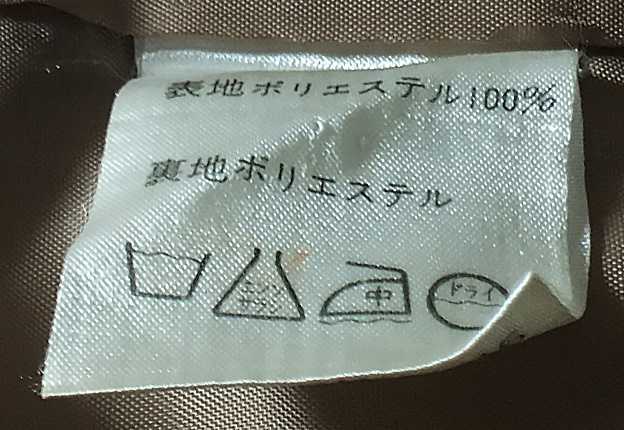 表地ポリエステル100%
裏地ポリエステル
エンソ
サラシ
中
ドライ